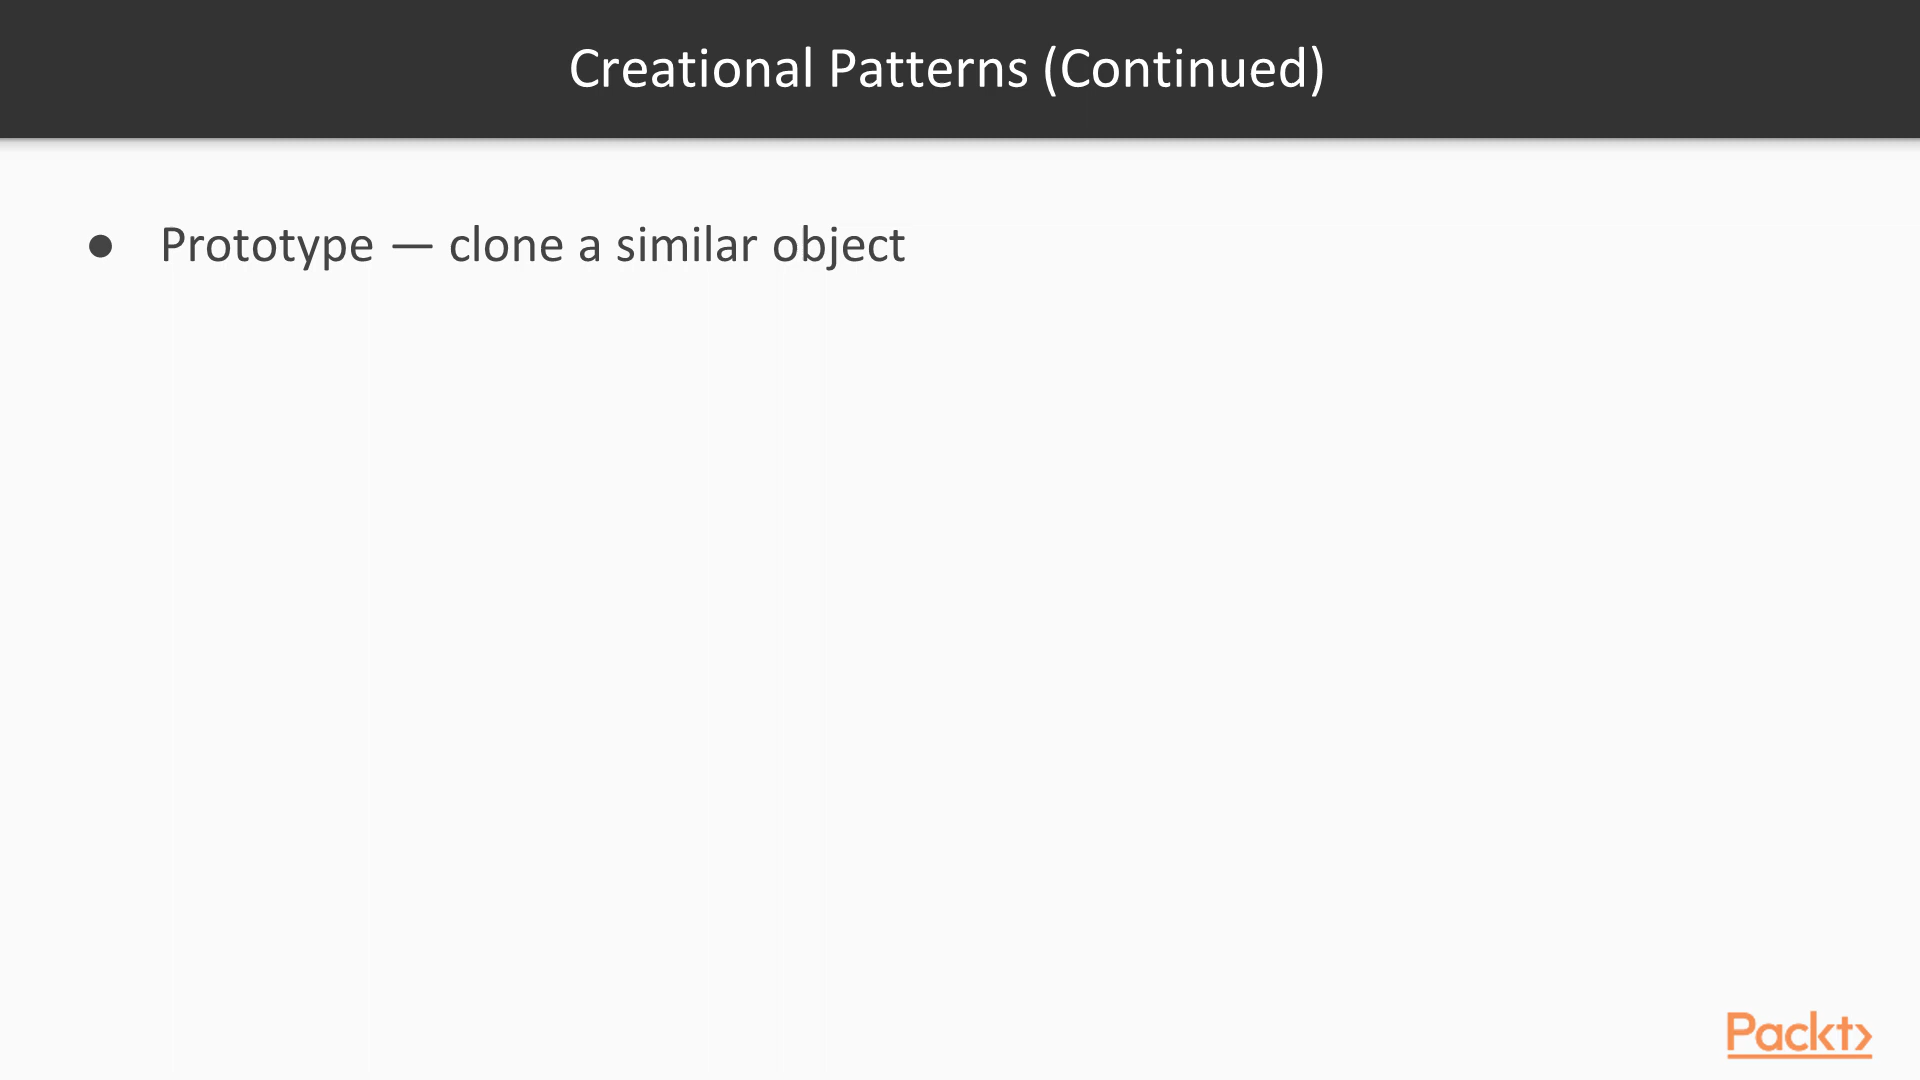 Creational Patterns (Continued)
● Prototype — clone a similar object
Packt>